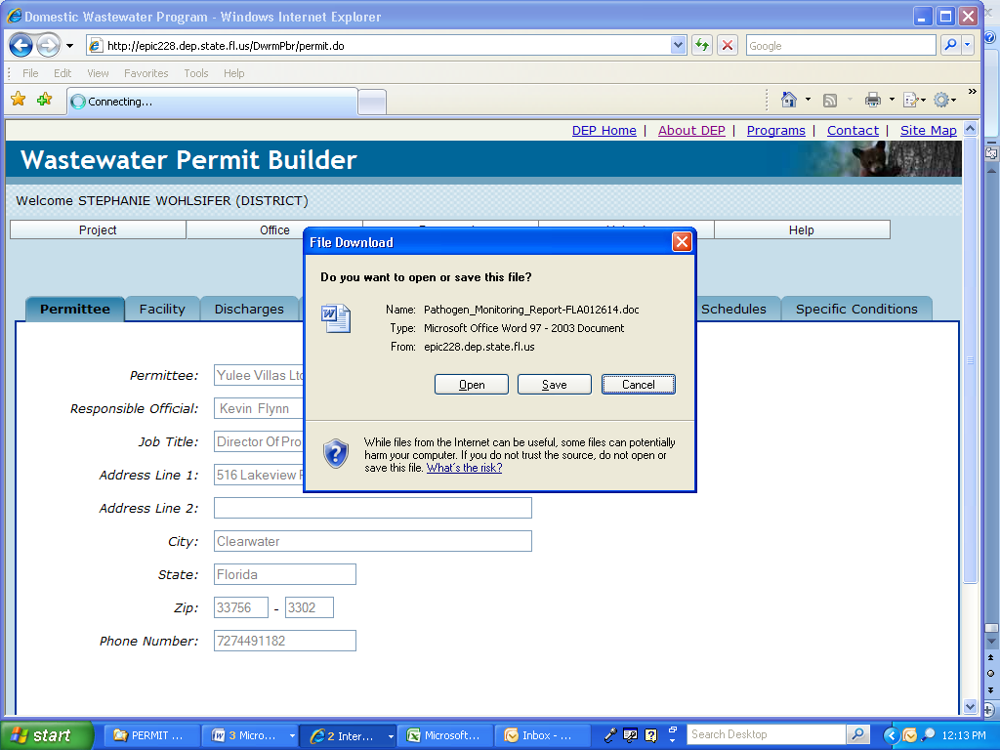 Domestic Wastewater Program - Windows Internet Explorer
http://epic228.dep.state.fl.us/DwrmPbr/permit.do
Google
File Edit View Favorites Tools Help
Connecting...
DEP Home | About DEP | Programs | Contact | Site Map
Wastewater Permit Builder
Welcome STEPHANIE WOHLSIFER (DISTRICT)
Project Office Help
File Download
Do you want to open or save this file?
Name: Pathogen_Monitoring_Report-FLA012614.doc
Type: Microsoft Office Word 97 - 2003 Document
From: epic228.dep.state.fl.us
Open Save Cancel
While files from the Internet can be useful, some files can potentially
harm your computer. If you do not trust the source, do not open or
save this file. What's the risk?
Permittee Facility Discharges Schedules Specific Conditions
Permittee: Yulee Villas Ltd
Responsible Official: Kevin Flynn
Job Title: Director Of Pro
Address Line 1: 516 Lakeview
Address Line 2:
City: Clearwater
State: Florida
Zip: 33756 - 3302
Phone Number: 7274491182
start PERMIT ... 3 Micro... 2 Inter... Microsoft... Inbox - ... Search Desktop 12:13 PM